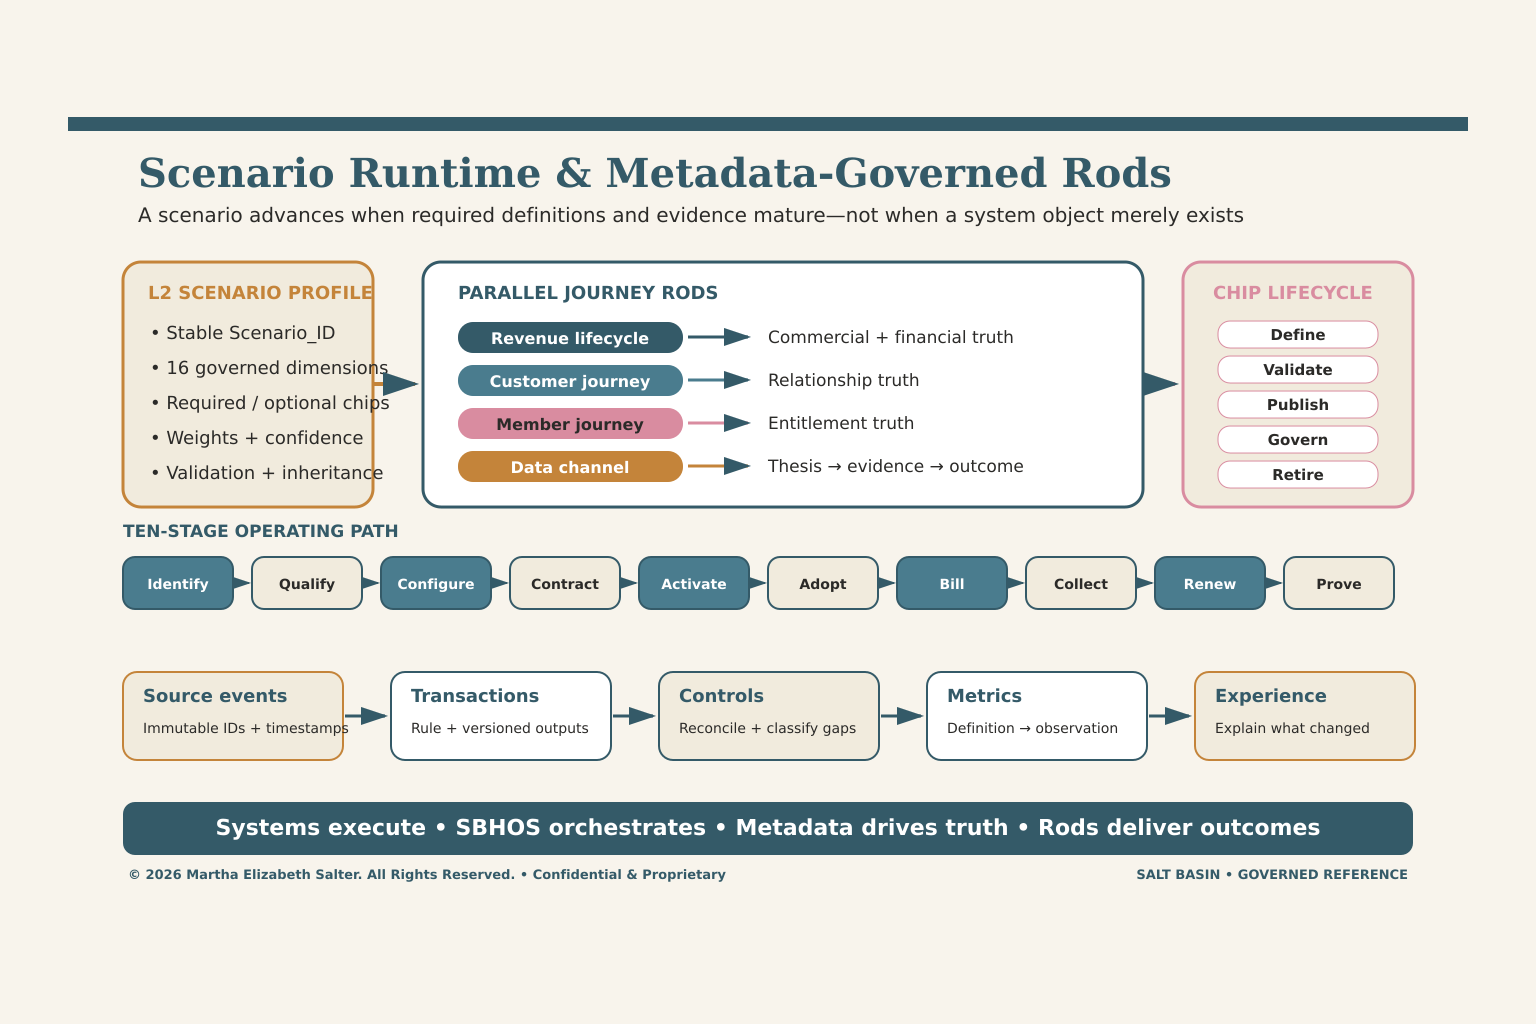 Scenario Runtime & Metadata-Governed Rods
A scenario advances when required definitions and evidence mature—not when a system object merely exists
L2 SCENARIO PROFILE
• Stable Scenario_ID
• 16 governed dimensions
• Required / optional chips
• Weights + confidence
• Validation + inheritance
PARALLEL JOURNEY RODS
Revenue lifecycle
Commercial + financial truth
Customer journey
Relationship truth
Member journey
Entitlement truth
Data channel
Thesis → evidence → outcome
CHIP LIFECYCLE
Define
Validate
Publish
Govern
Retire
TEN-STAGE OPERATING PATH
Identify
Qualify
Configure
Contract
Activate
Adopt
Bill
Collect
Renew
Prove
Source events
Immutable IDs + timestamps
Transactions
Rule + versioned outputs
Controls
Reconcile + classify gaps
Metrics
Definition → observation
Experience
Explain what changed
Systems execute • SBHOS orchestrates • Metadata drives truth • Rods deliver outcomes
© 2026 Martha Elizabeth Salter. All Rights Reserved. • Confidential & Proprietary
SALT BASIN • GOVERNED REFERENCE